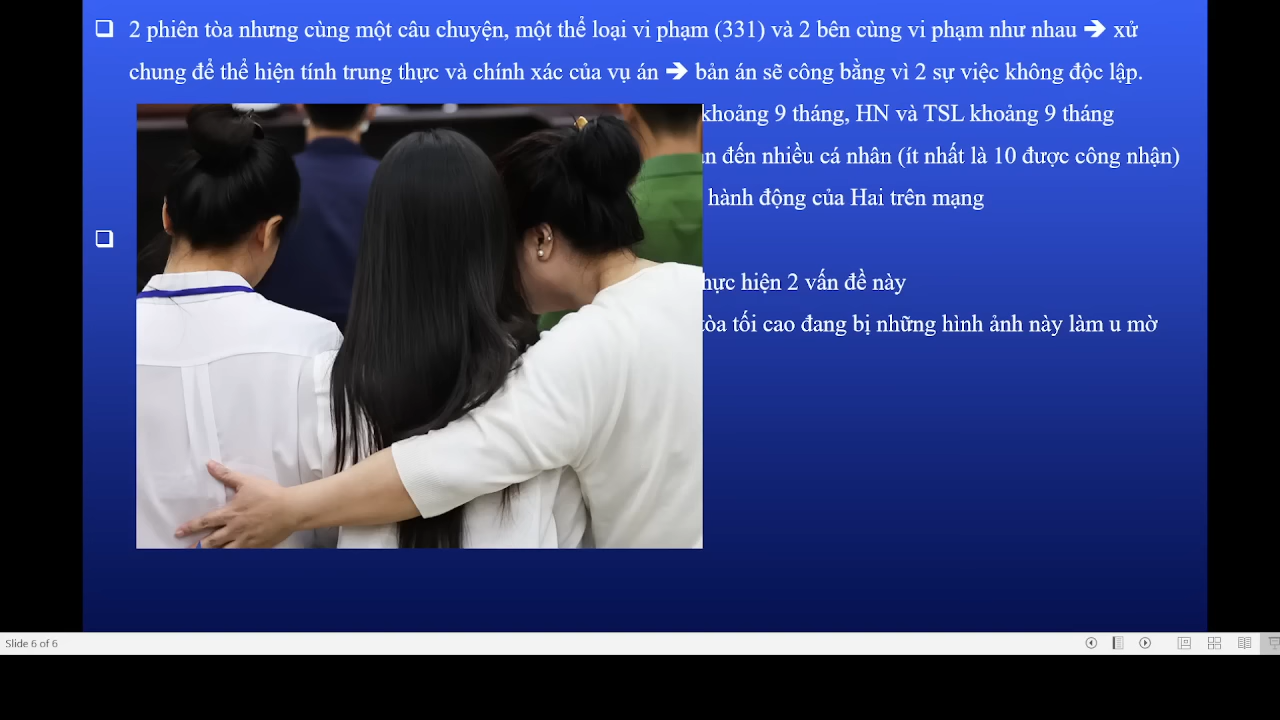 2 phiên tòa nhưng cùng một câu chuyện, một thể loại vi phạm (331) và 2 bên cùng vi phạm như nhau ➔ xử
chung để thể hiện tính trung thực và chính xác của vụ án ➔ bản án sẽ công bằng vì 2 sự việc không độc lập.
khoảng 9 tháng, HN và TSL khoảng 9 tháng
đến nhiều cá nhân (ít nhất là 10 được công nhận)
hành động của Hai trên mạng
hiện 2 vấn đề này
tối cao đang bị những hình ảnh này làm u mờ
Slide 6 of 6